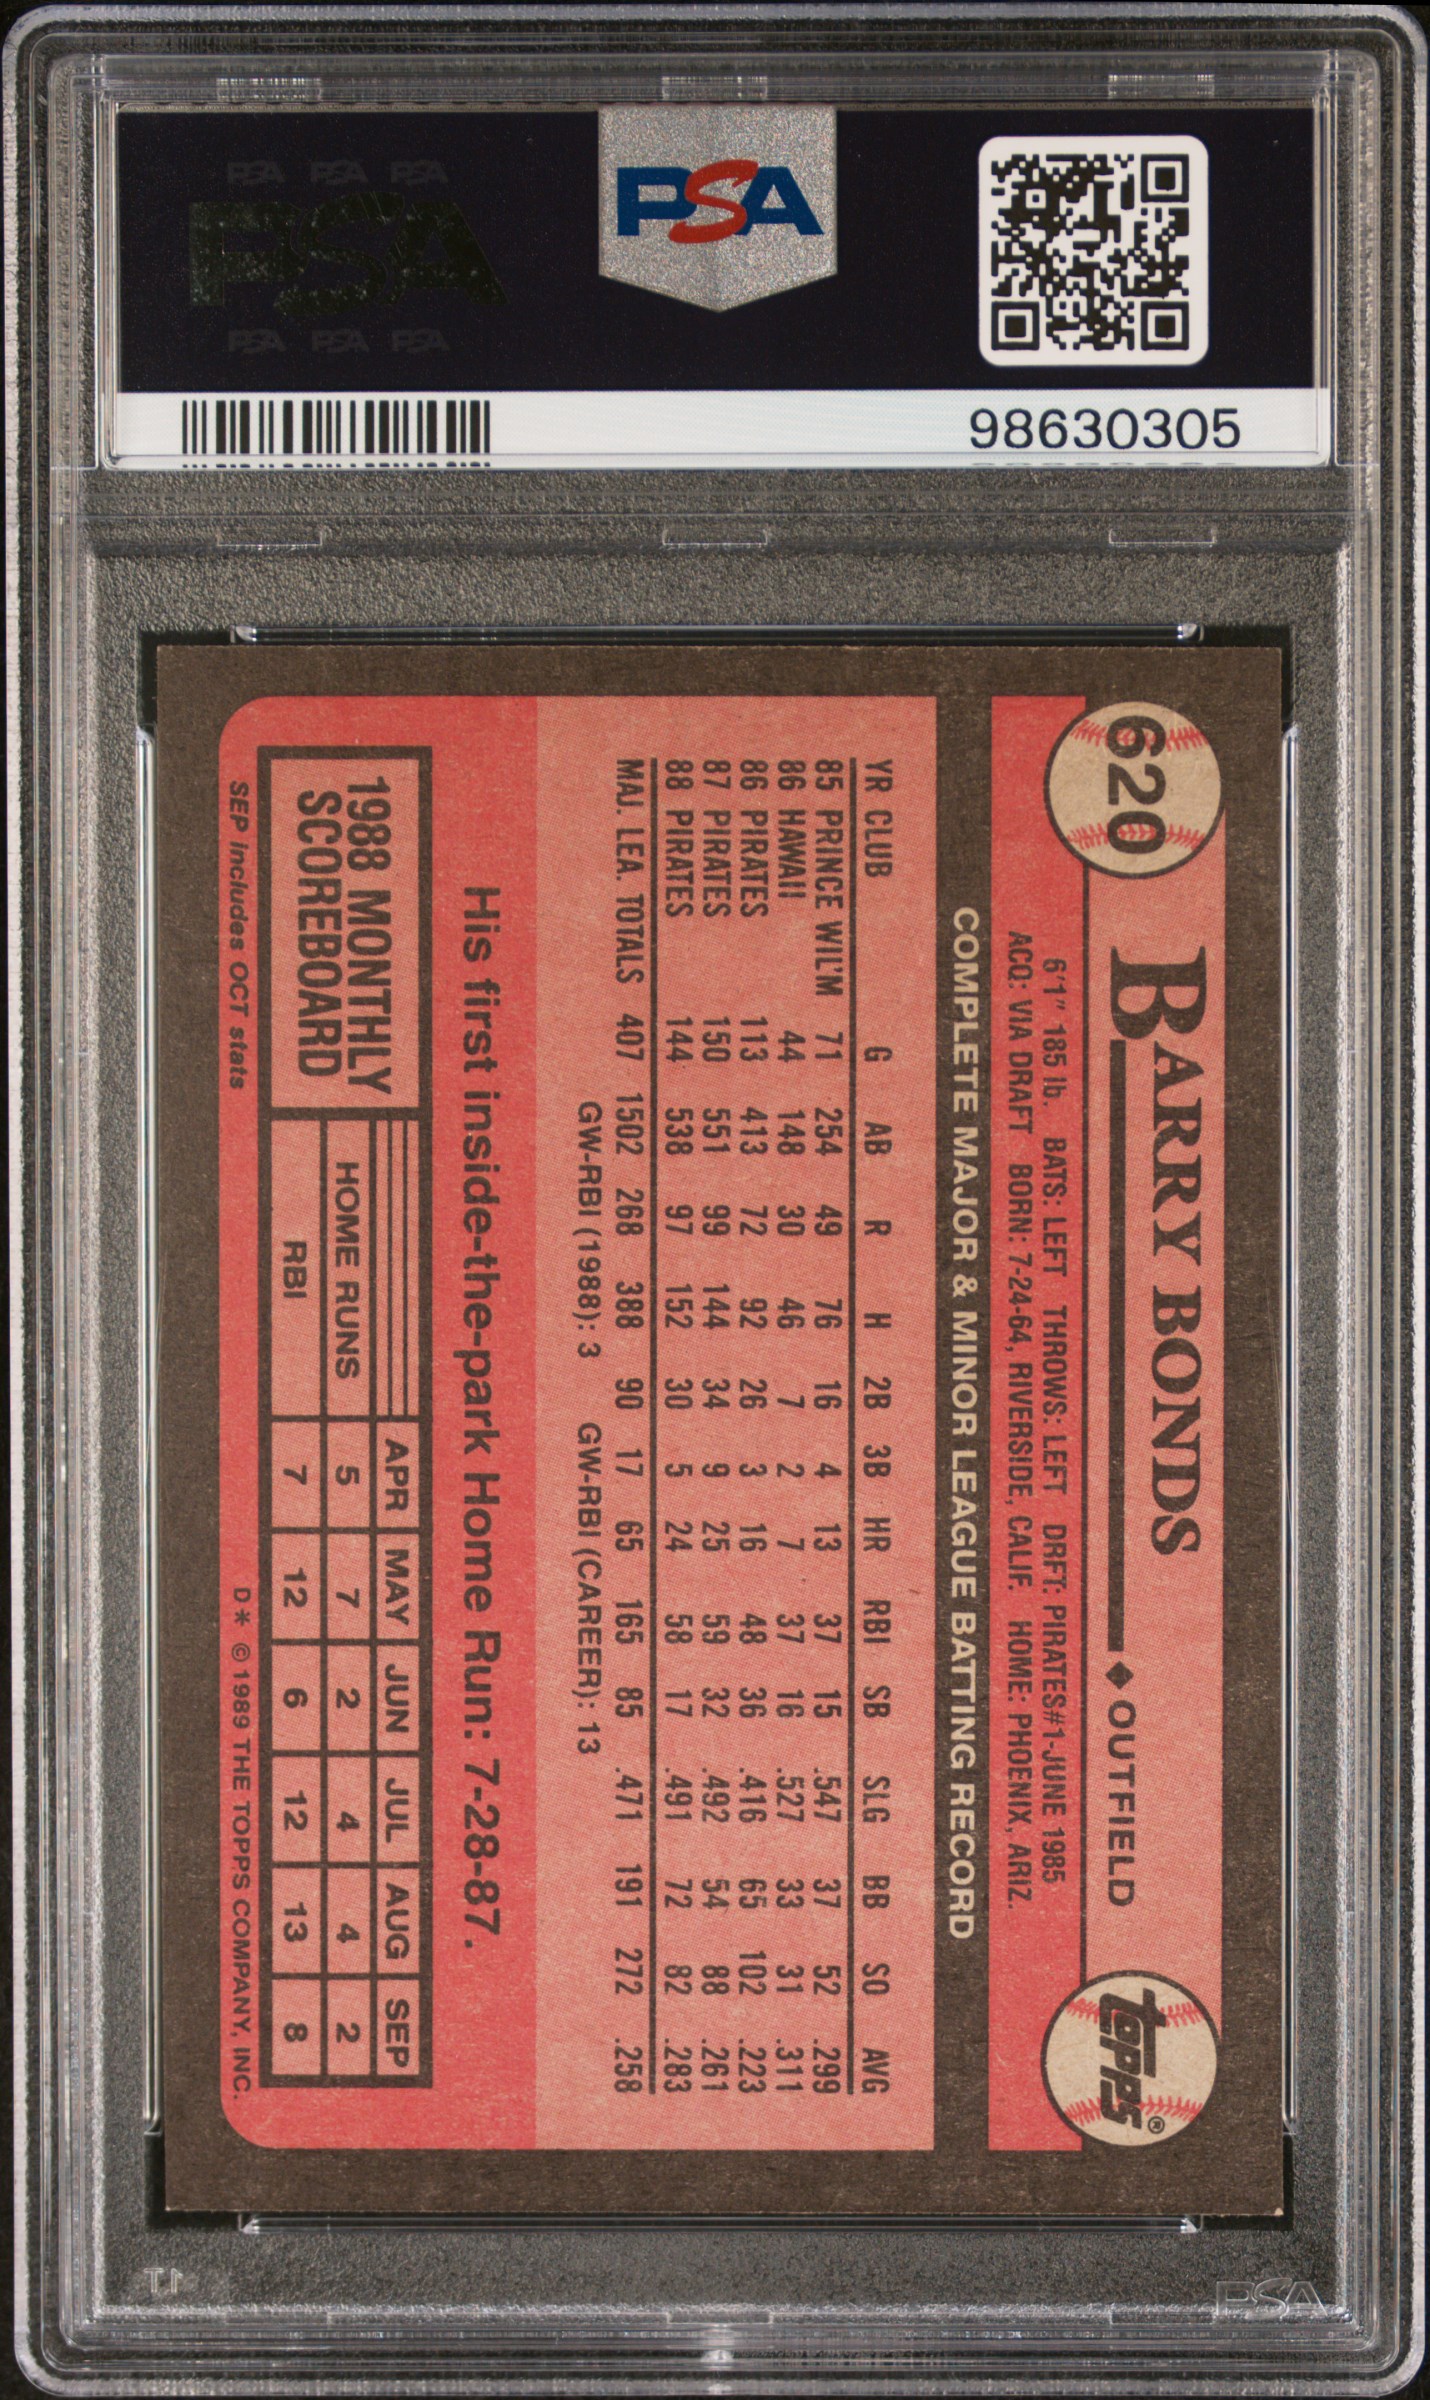 PSA PSA PSA
PSA
PSA PSA PSA
PSA
98630305
620
BARRY BONDS
◆OUTFIELD
topps®
6'1" 185 lb. BATS: LEFT THROWS: LEFT DRFT: PIRATES#1-JUNE 1985
ACQ: VIA DRAFT BORN: 7-24-64, RIVERSIDE, CALIF. HOME: PHOENIX, ARIZ.
COMPLETE MAJOR & MINOR LEAGUE BATTING RECORD
YR CLUB G AB R H 2B 3B HR RBI SB SLG BB SO AVG
85 PRINCE WIL'M 71 254 49 76 16 4 13 37 15 .547 37 52 .299
86 HAWAII 44 148 30 46 7 2 7 37 16 .527 33 31 .311
86 PIRATES 113 413 72 92 26 3 16 48 36 .416 65 102 .223
87 PIRATES 150 551 99 144 34 9 25 59 32 .492 54 88 .261
88 PIRATES 144 538 97 152 30 5 24 58 17 .491 72 82 .283
MAJ. LEA. TOTALS 407 1502 268 388 90 17 65 165 85 .471 191 272 .258
GW-RBI (1988): 3 GW-RBI (CAREER): 13
His first inside-the-park Home Run: 7-28-87.
1988 MONTHLY
SCOREBOARD
APR MAY JUN JUL AUG SEP
HOME RUNS 5 7 2 4 4 2
RBI 7 12 6 12 13 8
SEP includes OCT stats
D* © 1989 THE TOPPS COMPANY, INC.
PSA